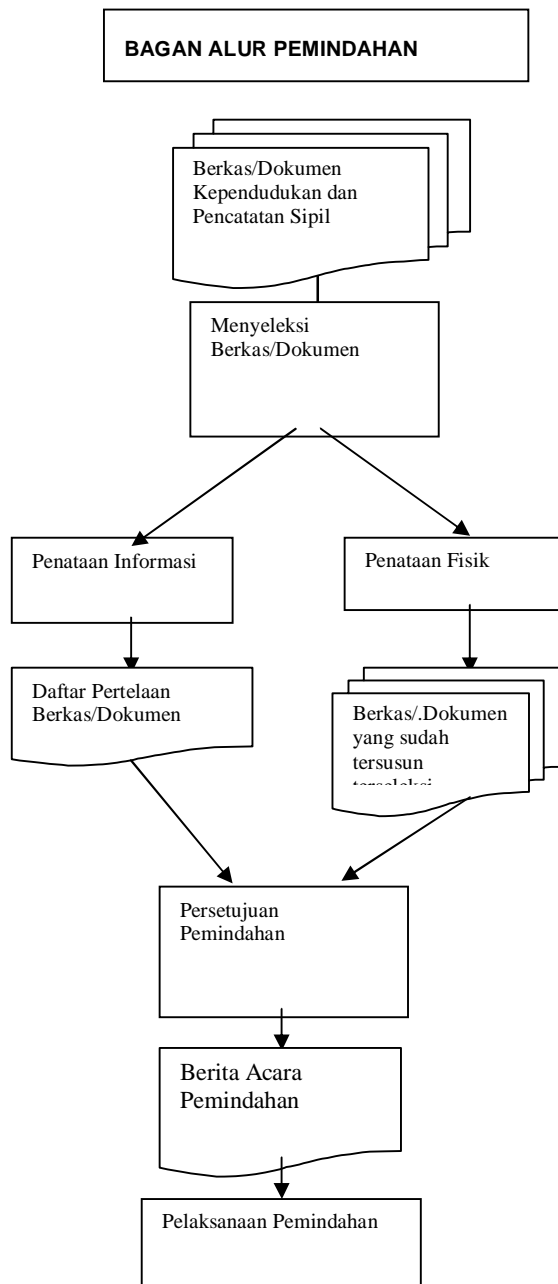 BAGAN ALUR PEMINDAHAN
Berkas/Dokumen
Kependudukan dan
Pencatatan Sipil
Menyeleksi
Berkas/Dokumen
Penataan Informasi
Penataan Fisik
Daftar Pertelaan
Berkas/Dokumen
Berkas/.Dokumen
yang sudah
tersusun
Persetujuan
Pemindahan
Berita Acara
Pemindahan
Pelaksanaan Pemindahan